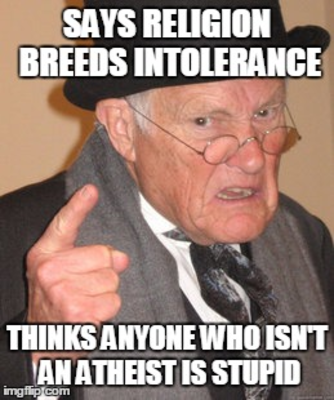 SAYS RELIGION
BREEDS INTOLERANCE
THINKS ANYONE WHO ISN'T
AN ATHEIST IS STUPID
imgflip.com